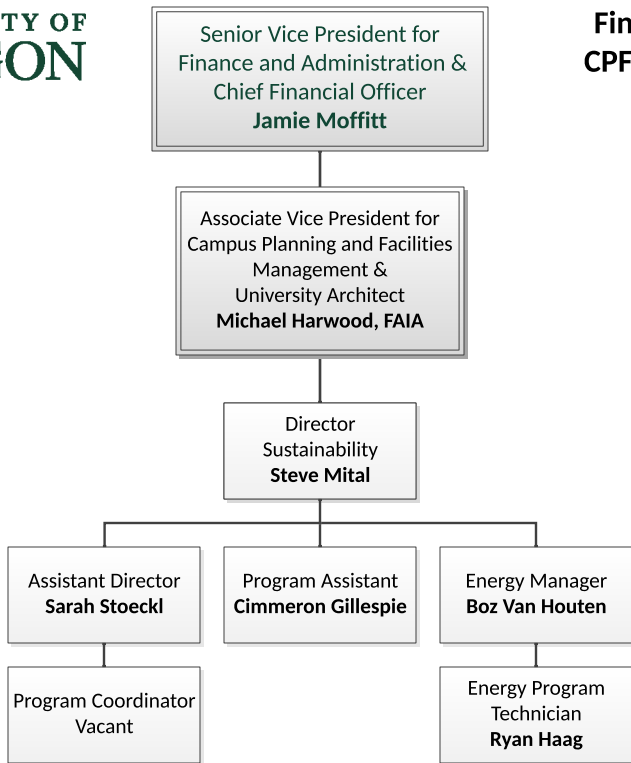 TY OF
GON
Fin
CPF
Senior Vice President for
Finance and Administration &
Chief Financial Officer
Jamie Moffitt
Associate Vice President for
Campus Planning and Facilities
Management &
University Architect
Michael Harwood, FAIA
Director
Sustainability
Steve Mital
Assistant Director
Sarah Stoeckl
Program Assistant
Cimmeron Gillespie
Energy Manager
Boz Van Houten
Program Coordinator
Vacant
Energy Program
Technician
Ryan Haag